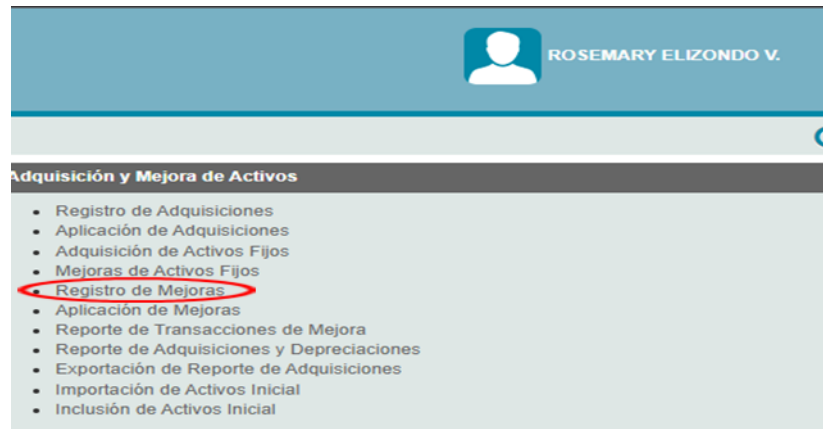 ROSEMARY ELIZONDO V.
Adquisición y Mejora de Activos
Registro de Adquisiciones
Aplicación de Adquisiciones
Adquisición de Activos Fijos
Mejoras de Activos Fijos
Registro de Mejoras
Aplicación de Mejoras
Reporte de Transacciones de Mejora
Reporte de Adquisiciones y Depreciaciones
Exportación de Reporte de Adquisiciones
Importación de Activos Inicial
Inclusión de Activos Inicial